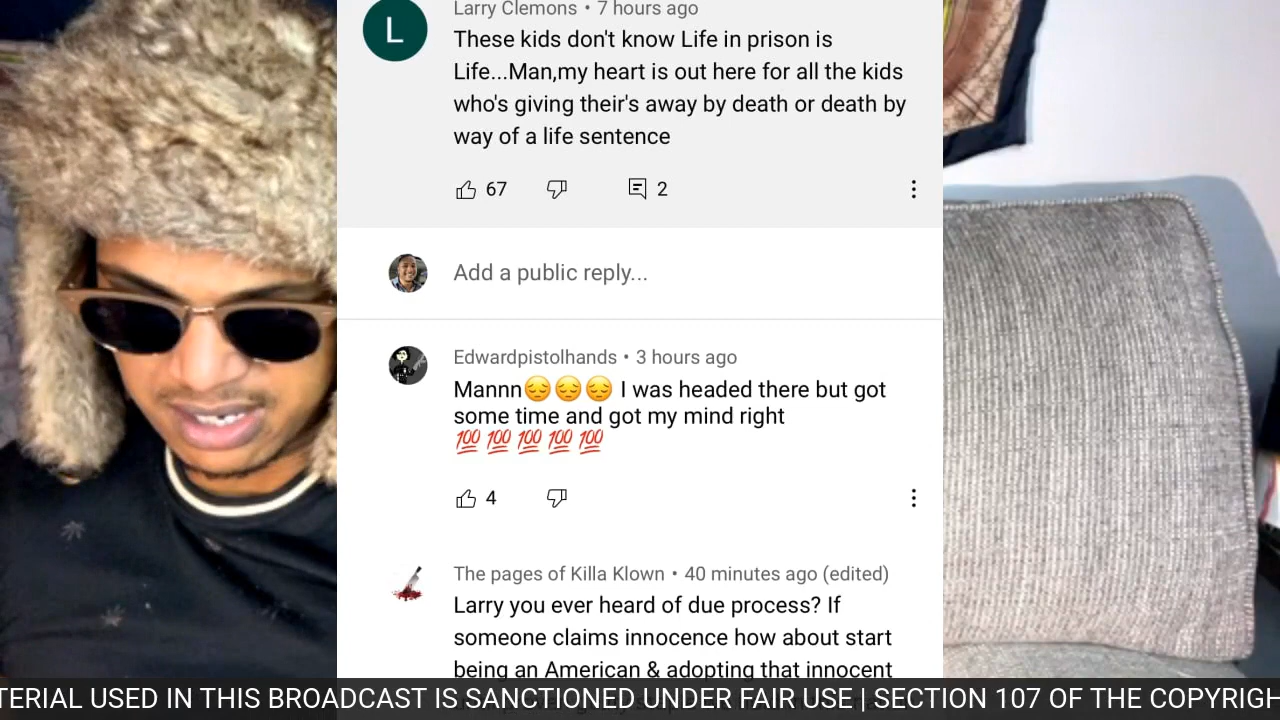 Larry Clemons • 7 hours ago
L
These kids don't know Life in prison is
Life...Man,my heart is out here for all the kids
who's giving their's away by death or death by
way of a life sentence
67
2
Add a public reply...
Edwardpistolhands • 3 hours ago
Mannn😔😔😔 I was headed there but got
some time and got my mind right
💯💯💯💯💯
4
The pages of Killa Klown • 40 minutes ago (edited)
Larry you ever heard of due process? If
someone claims innocence how about start
being an American & adopting that innocent
TERIAL USED IN THIS BROADCAST IS SANCTIONED UNDER FAIR USE | SECTION 107 OF THE COPYRIGH